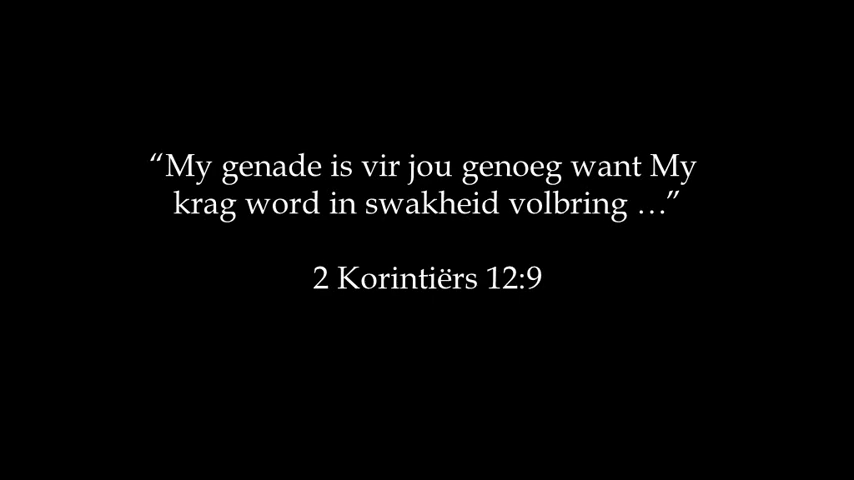 “My genade is vir jou genoeg want My
krag word in swakheid volbring …”
2 Korintiërs 12:9